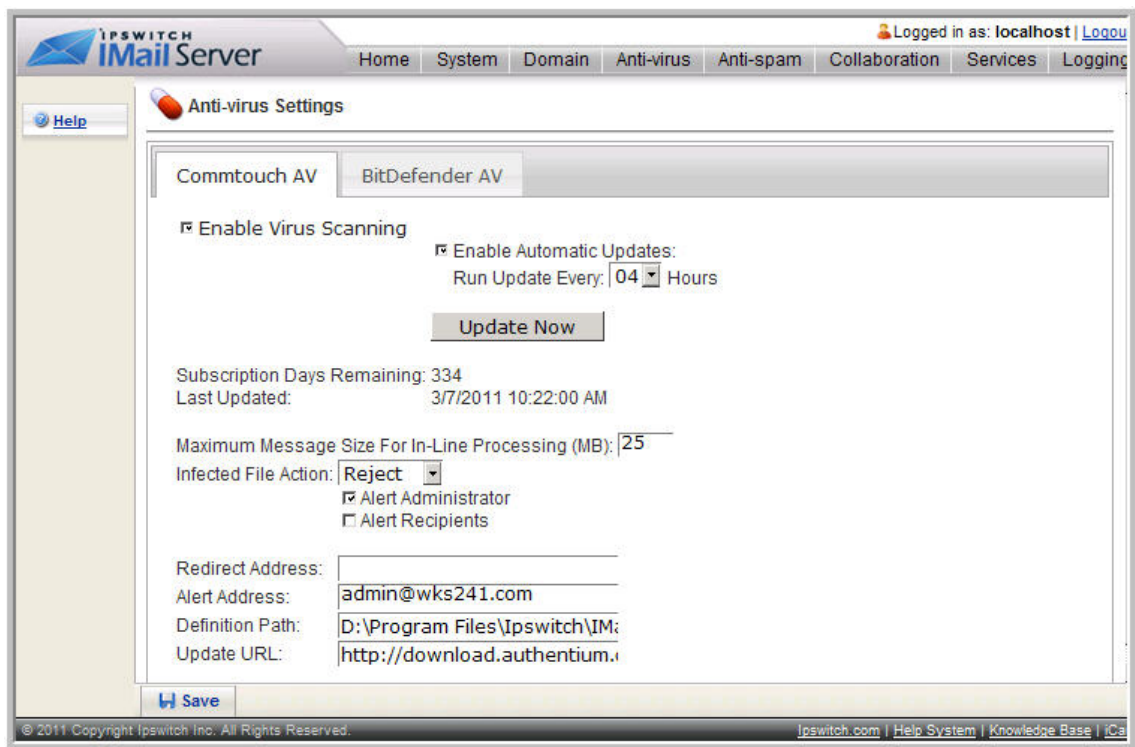 IPSWITCH
IMail Server
Logged in as: localhost | Logou
Home System Domain Anti-virus Anti-spam Collaboration Services Logging
Help
Anti-virus Settings
Commtouch AV BitDefender AV
Enable Virus Scanning
Enable Automatic Updates:
Run Update Every: 04 Hours
Update Now
Subscription Days Remaining: 334
Last Updated: 3/7/2011 10:22:00 AM
Maximum Message Size For In-Line Processing (MB): 25
Infected File Action: Reject
Alert Administrator
Alert Recipients
Redirect Address:
Alert Address: admin@wks241.com
Definition Path: D:\Program Files\Ipswitch\IMa
Update URL: http://download.authentium.
Save
© 2011 Copyright Ipswitch Inc. All Rights Reserved. Ipswitch.com | Help System | Knowledge Base | iCa